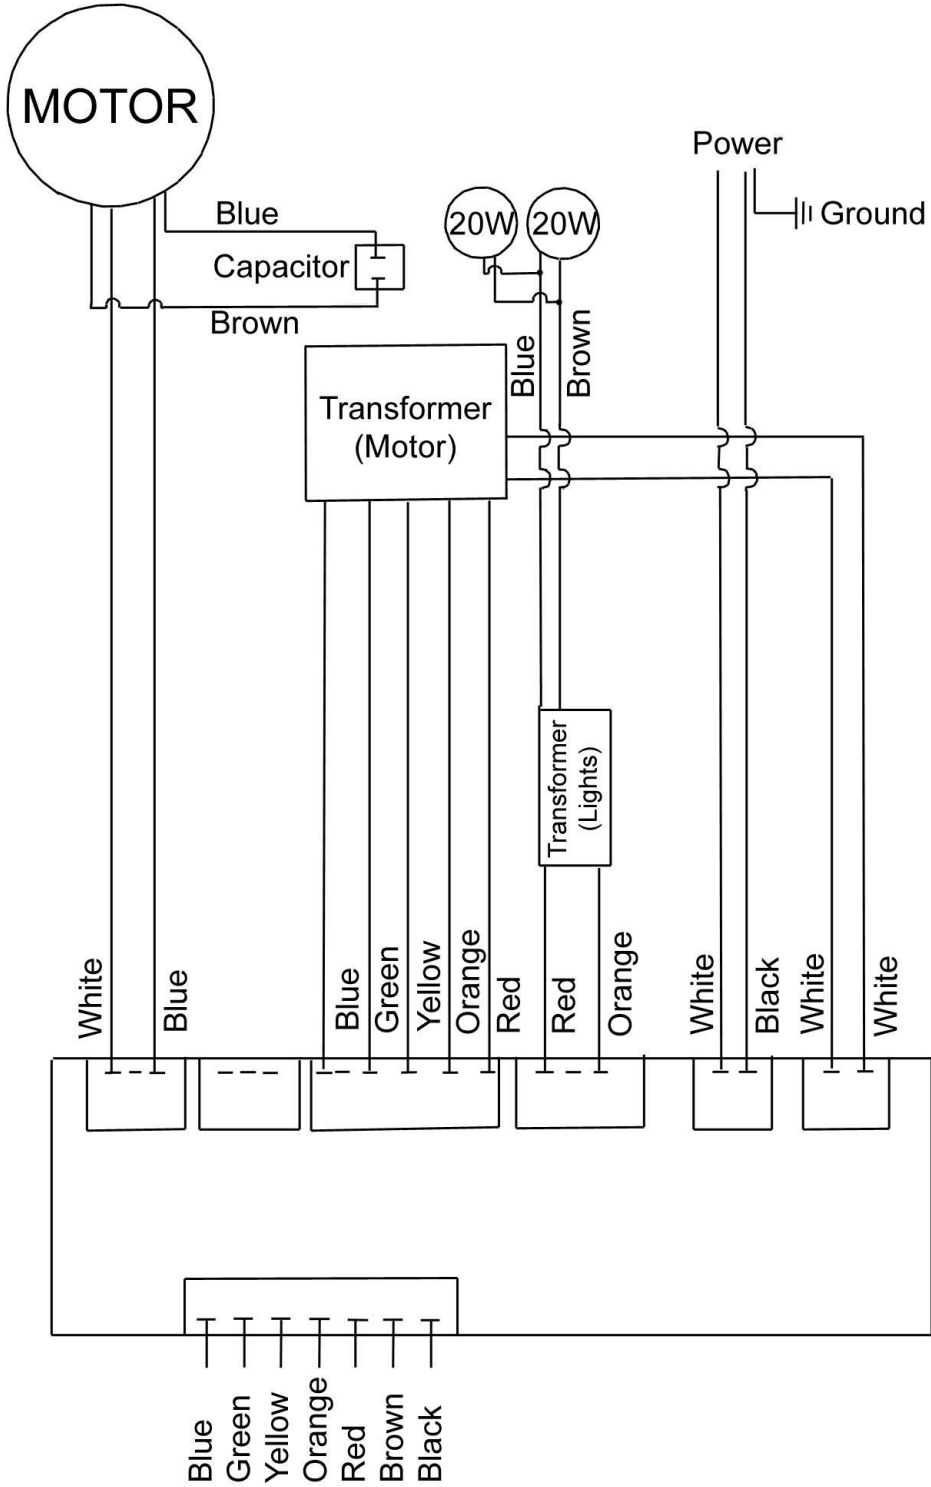 MOTOR
Power
Blue
20W
20W
Ground
Capacitor
Brown
Blue
Brown
Transformer
(Motor)
Transformer
(Lights)
White
Blue
Blue
Green
Yellow
Orange
Red
Red
Orange
White
Black
White
White
Blue
Green
Yellow
Orange
Red
Brown
Black